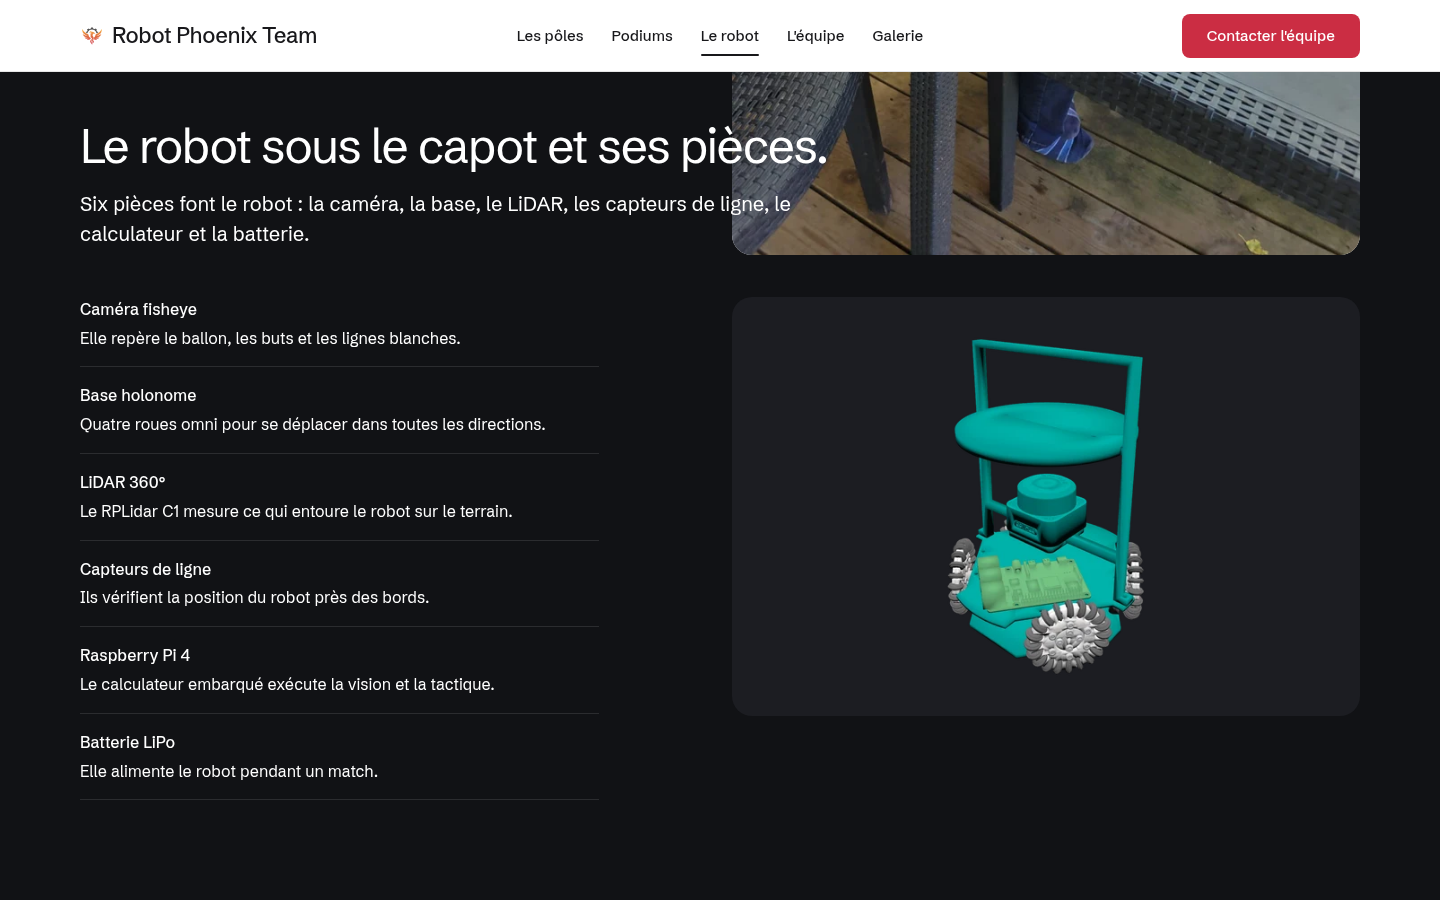 Robot Phoenix Team
Les pôles
Podiums
Le robot
L'équipe
Galerie
Contacter l'équipe
Le robot sous le capot et ses pièces.
Six pièces font le robot : la caméra, la base, le LiDAR, les capteurs de ligne, le
calculateur et la batterie.
Caméra fisheye
Elle repère le ballon, les buts et les lignes blanches.
Base holonome
Quatre roues omni pour se déplacer dans toutes les directions.
LiDAR 360°
Le RPLidar C1 mesure ce qui entoure le robot sur le terrain.
Capteurs de ligne
Ils vérifient la position du robot près des bords.
Raspberry Pi 4
Le calculateur embarqué exécute la vision et la tactique.
Batterie LiPo
Elle alimente le robot pendant un match.